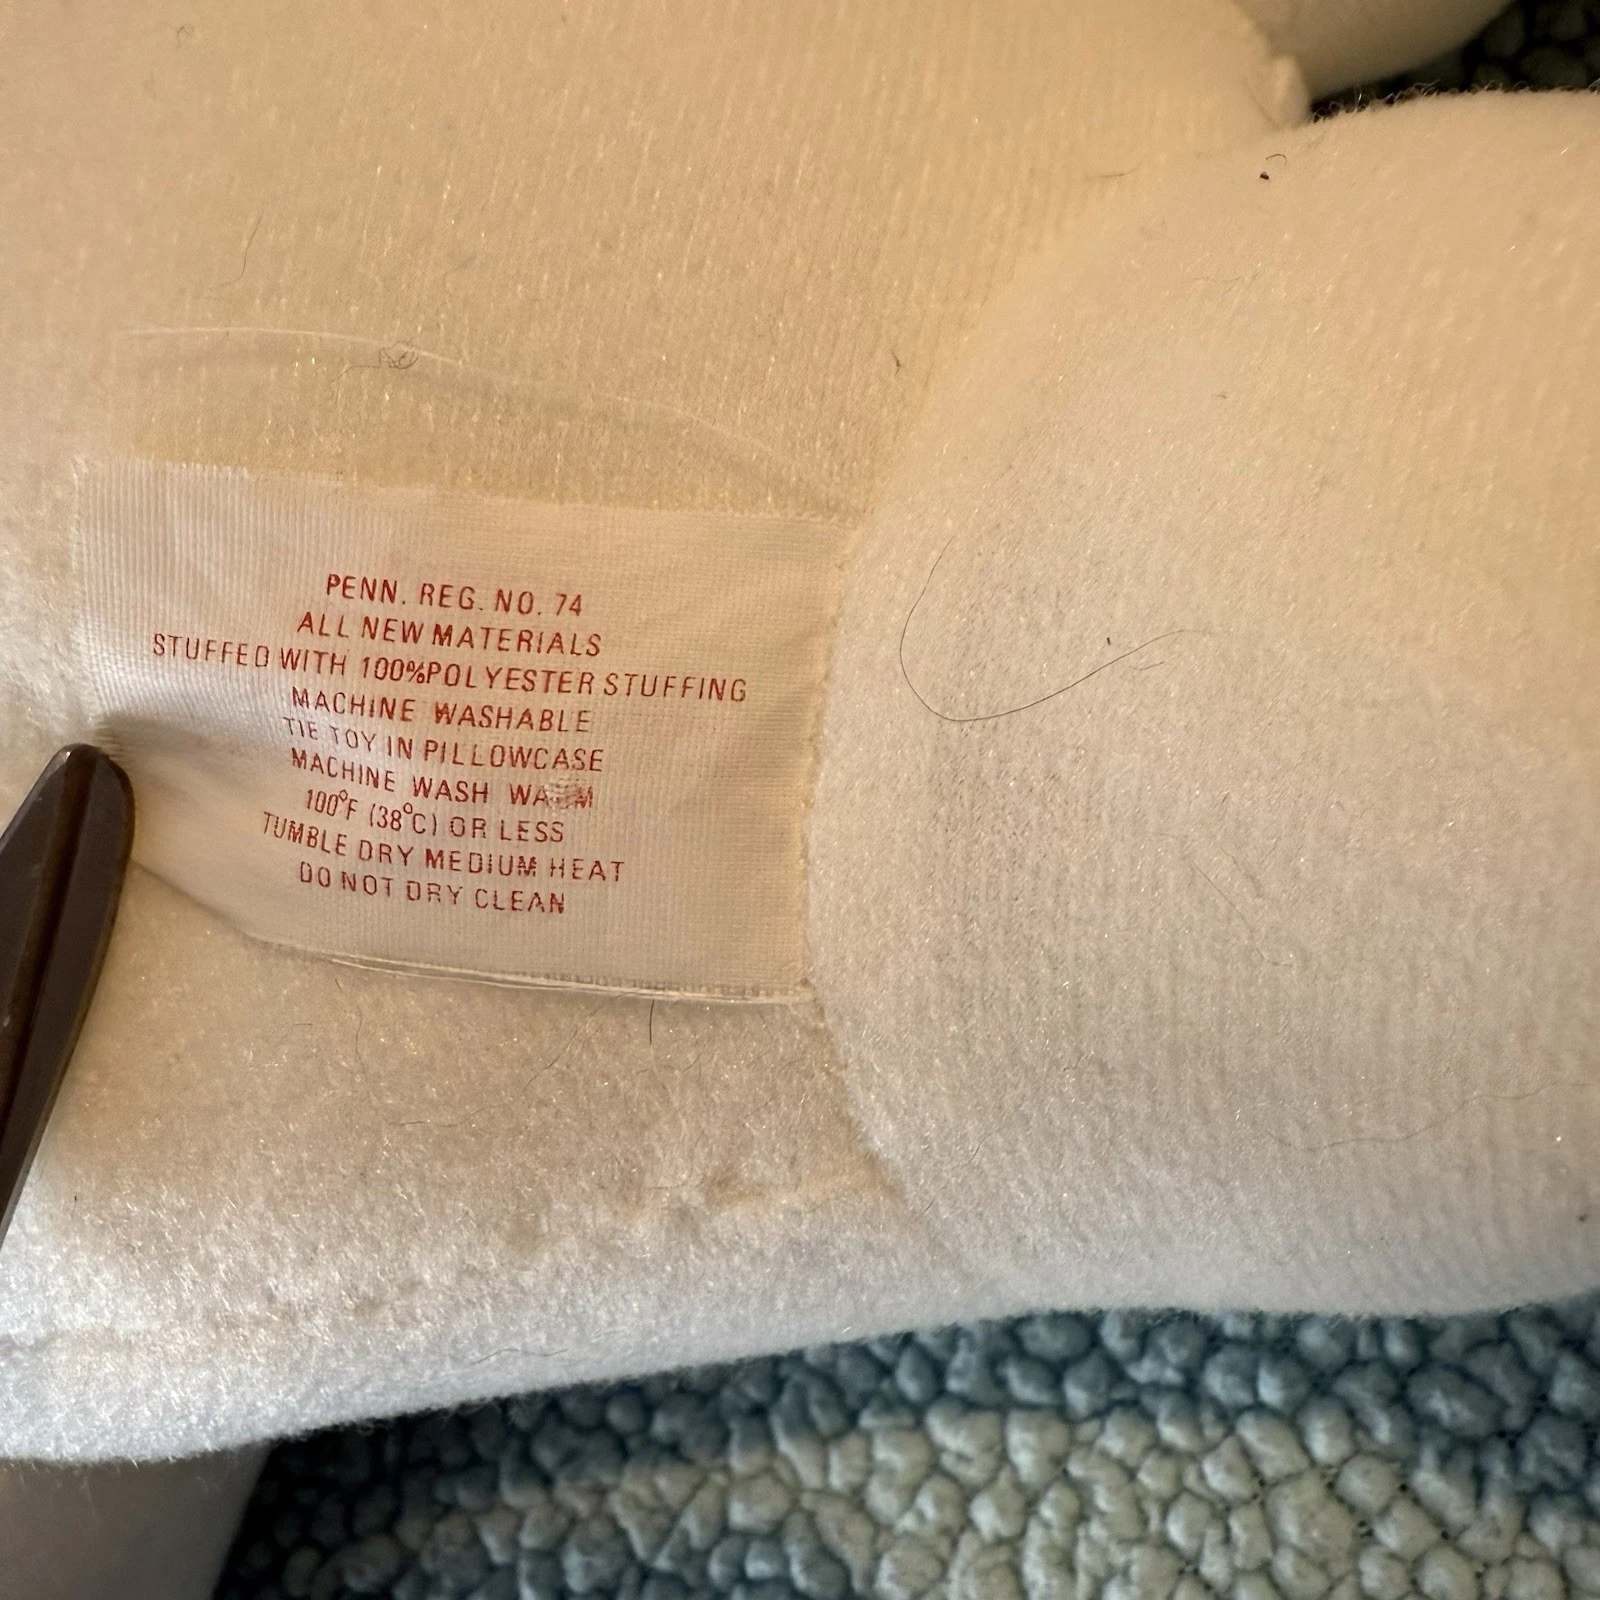 PENN. REG. NO. 74
ALL NEW MATERIALS
STUFFED WITH 100%POLYESTER STUFFING
MACHINE WASHABLE
TIE TOY IN PILLOWCASE
MACHINE WASH WARM
100°F (38°C) OR LESS
TUMBLE DRY MEDIUM HEAT
DO NOT DRY CLEAN